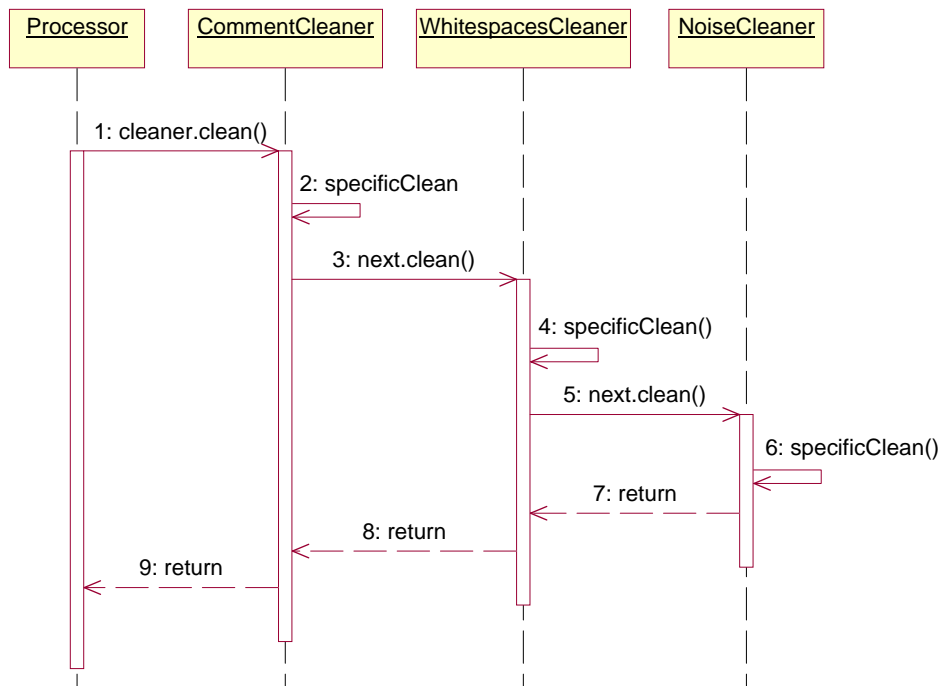 Processor
CommentCleaner
WhitespacesCleaner
NoiseCleaner
1: cleaner.clean()
2: specificClean
3: next.clean()
4: specificClean()
5: next.clean()
6: specificClean()
7: return
8: return
9: return